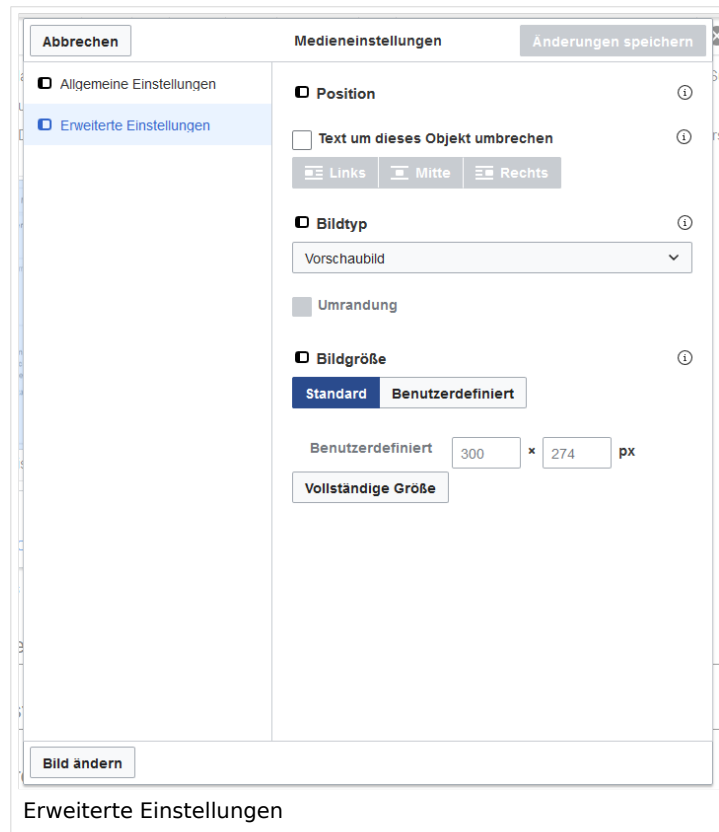 Abbrechen Medieneinstellungen Änderungen speichern
Allgemeine Einstellungen
Erweiterte Einstellungen
Position
Text um dieses Objekt umbrechen
Links Mitte Rechts
Bildtyp
Vorschaubild
Umrandung
Bildgröße
Standard Benutzerdefiniert
Benutzerdefiniert 300 × 274 px
Vollständige Größe
Bild ändern
Erweiterte Einstellungen